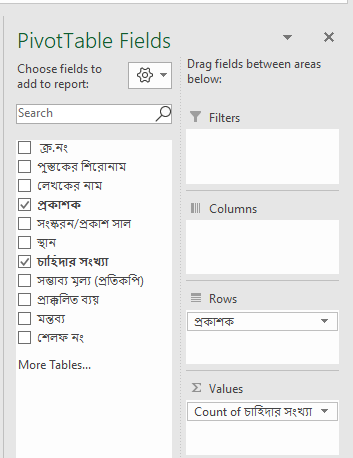 PivotTable Fields
Choose fields to
add to report:
Search
ক্র.নং
পুস্তকের শিরোনাম
লেখকের নাম
প্রকাশক
সংস্করন/প্রকাশ সাল
স্থান
চাহিদার সংখ্যা
সম্ভাব্য মূল্য (প্রতিকপি)
প্রাক্কলিত ব্যয়
মন্তব্য
শেলফ নং
More Tables...
Drag fields between areas
below:
Filters
Columns
Rows
প্রকাশক
Values
Count of চাহিদার সংখ্যা